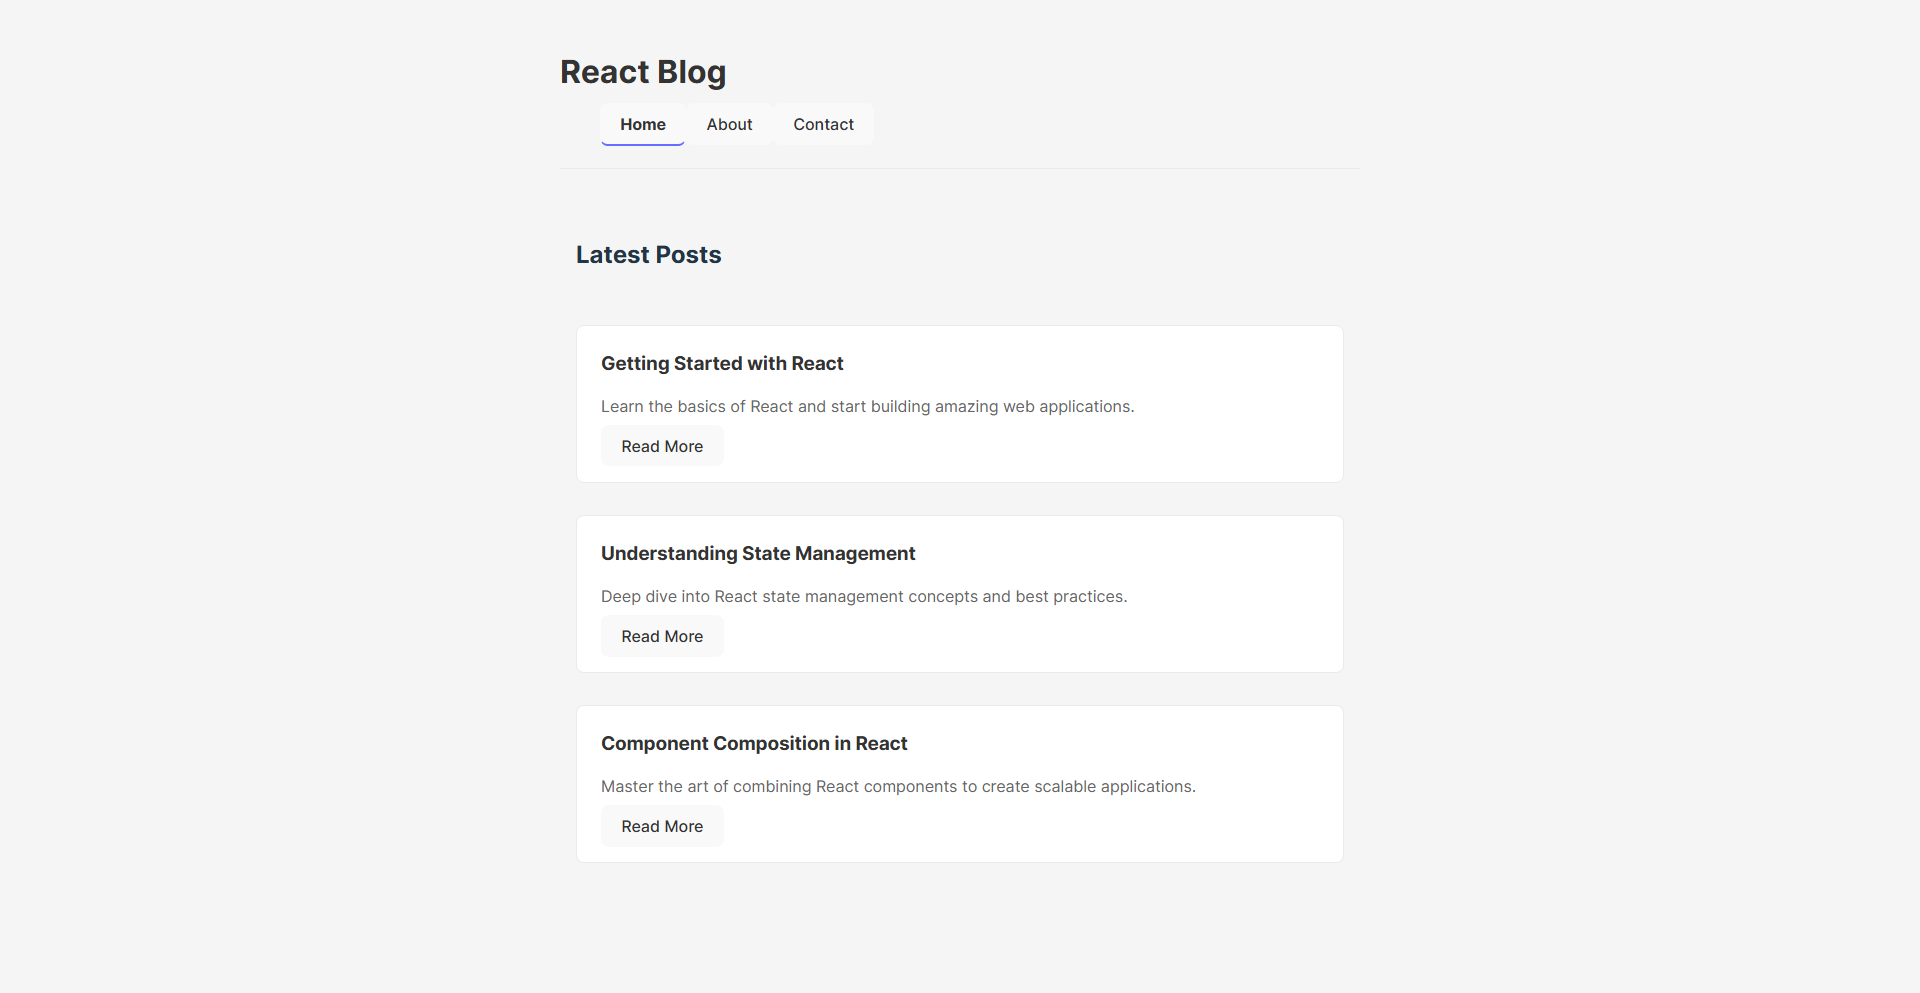 React Blog
Home About Contact
Latest Posts
Getting Started with React
Learn the basics of React and start building amazing web applications.
Read More
Understanding State Management
Deep dive into React state management concepts and best practices.
Read More
Component Composition in React
Master the art of combining React components to create scalable applications.
Read More